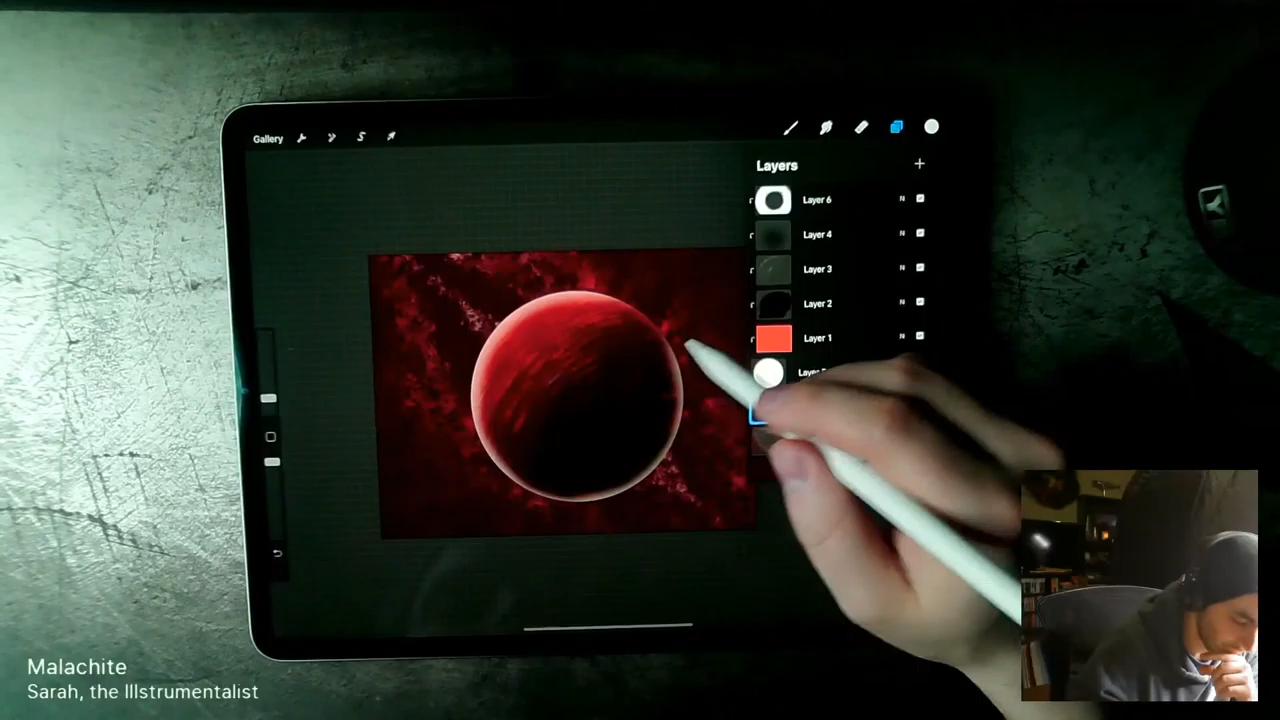 Gallery
Layers
Layer 6 N
Layer 4 N
Layer 3 N
Layer 2 N
Layer 1 N
Malachite
Sarah, the Illstrumentalist